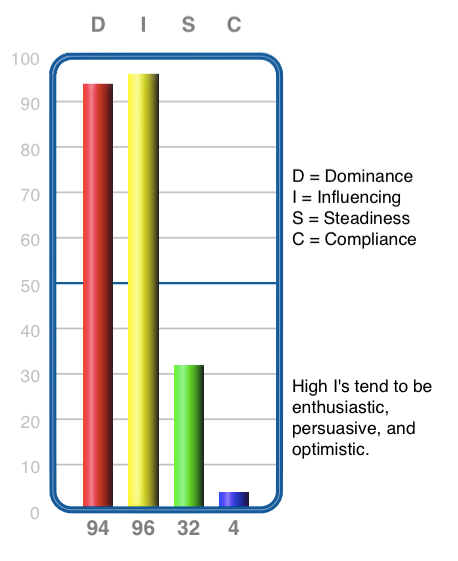 D I S C
100
90
80
70
60
50
40
30
20
10
0
94 96 32 4
D = Dominance
I = Influencing
S = Steadiness
C = Compliance
High I's tend to be
enthusiastic,
persuasive, and
optimistic.